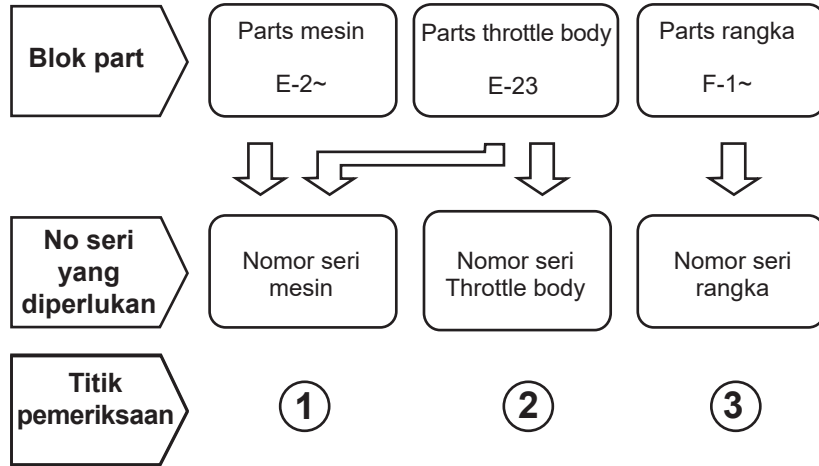 Blok part
Parts mesin
E-2~
Parts throttle body
E-23
Parts rangka
F-1~
No seri
yang
diperlukan
Nomor seri
mesin
Nomor seri
Throttle body
Nomor seri
rangka
Titik
pemeriksaan
1
2
3